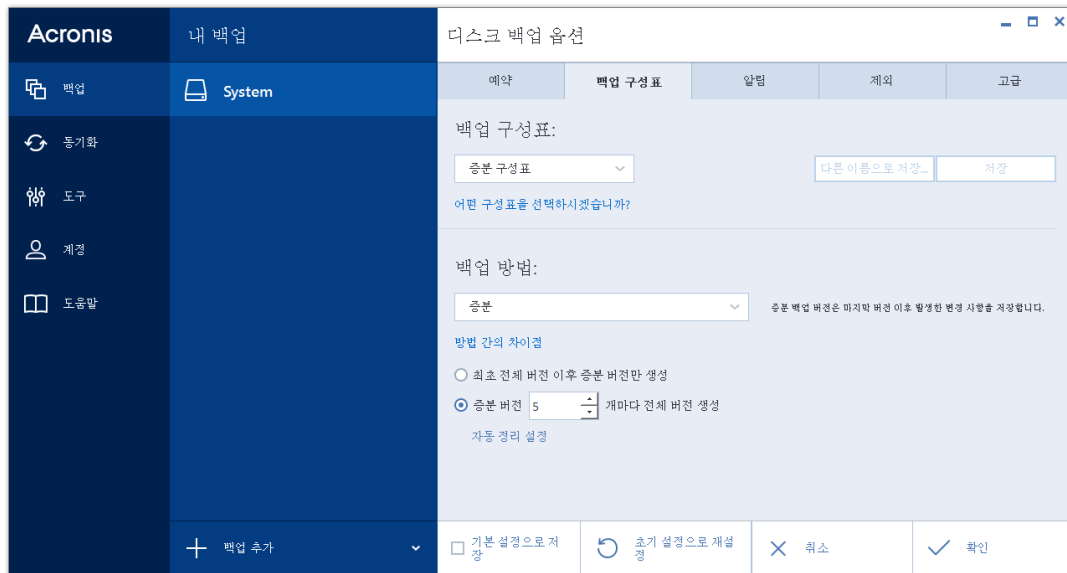 Acronis
백업
동기화
도구
계정
도움말
내 백업
System
백업 추가
디스크 백업 옵션
예약
백업 구성표
알림
제외
고급
백업 구성표:
증분 구성표
다른 이름으로 저장...
저장
어떤 구성표를 선택하시겠습니까?
백업 방법:
증분
증분 백업 버전은 마지막 버전 이후 발생한 변경 사항을 저장합니다.
방법 간의 차이점
최초 전체 버전 이후 증분 버전만 생성
증분 버전 5 개마다 전체 버전 생성
자동 정리 설정
기본 설정으로 저
장
초기 설정으로 재설
정
취소
확인